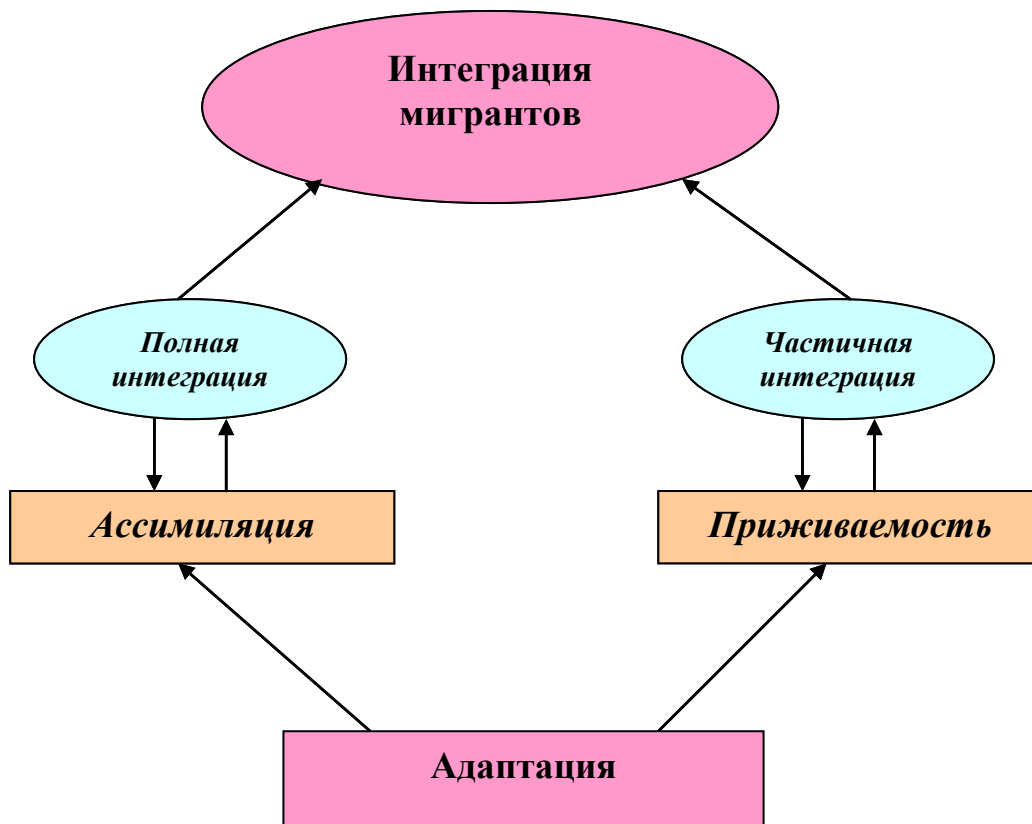 Интеграция
мигрантов
Полная
интеграция
Частичная
интеграция
Ассимиляция
Приживаемость
Адаптация